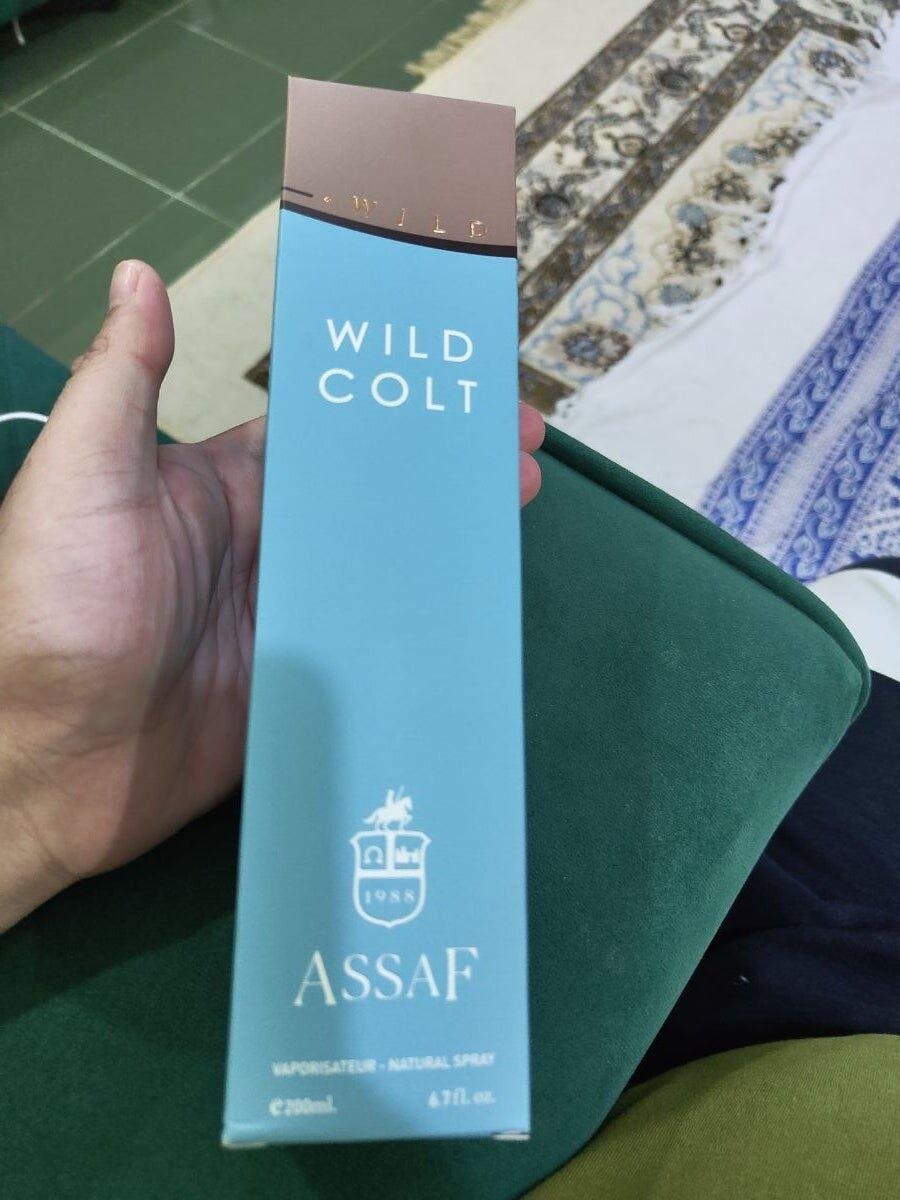 WILD
WILD
COLT
1988
ASSAF
VAPORISATEUR - NATURAL SPRAY
℮200ml. 6.7 fl. oz.